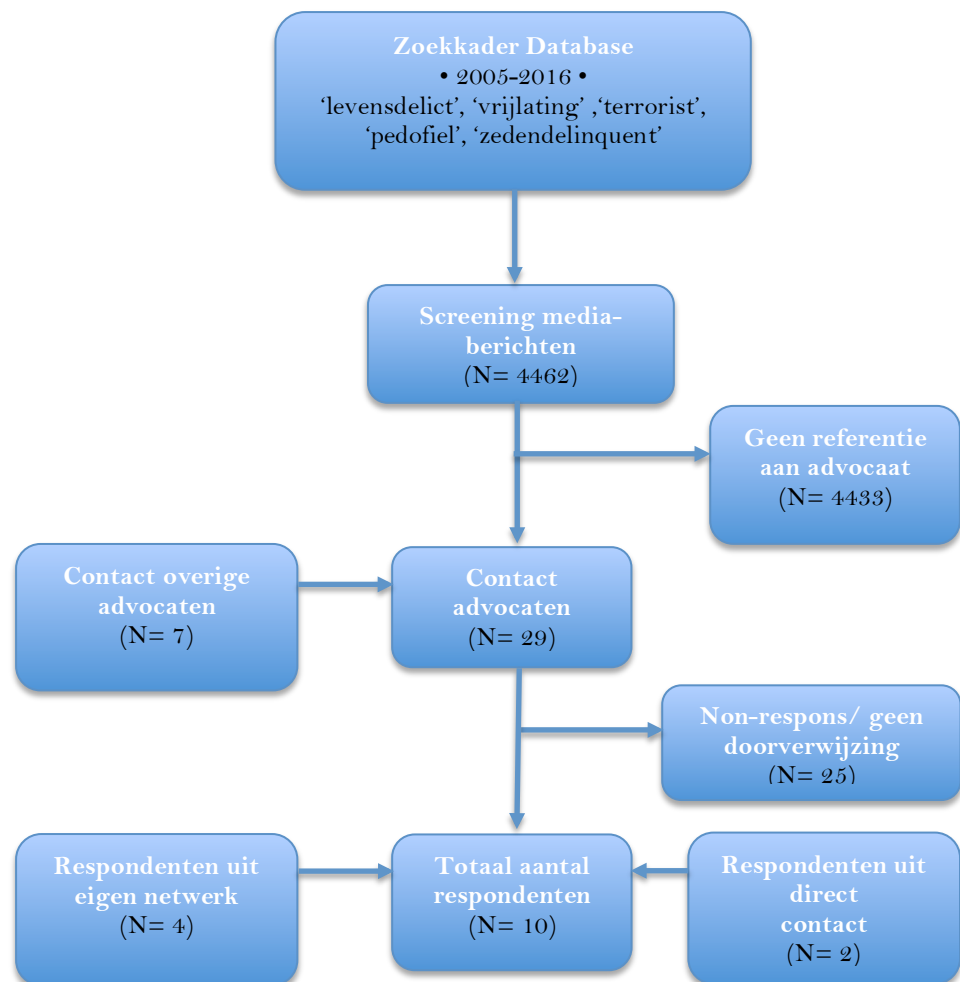 Zoekkader Database
• 2005-2016 •
‘levensdelict’, ‘vrijlating’ ,‘terrorist’,
‘pedofiel’, ‘zedendelinquent’
Screening media-
berichten
(N= 4462)
Geen referentie
aan advocaat
(N= 4433)
Contact overige
advocaten
(N= 7)
Contact
advocaten
(N= 29)
Non-respons/ geen
doorverwijzing
(N= 25)
Respondenten uit
eigen netwerk
(N= 4)
Totaal aantal
respondenten
(N= 10)
Respondenten uit
direct
contact
(N= 2)